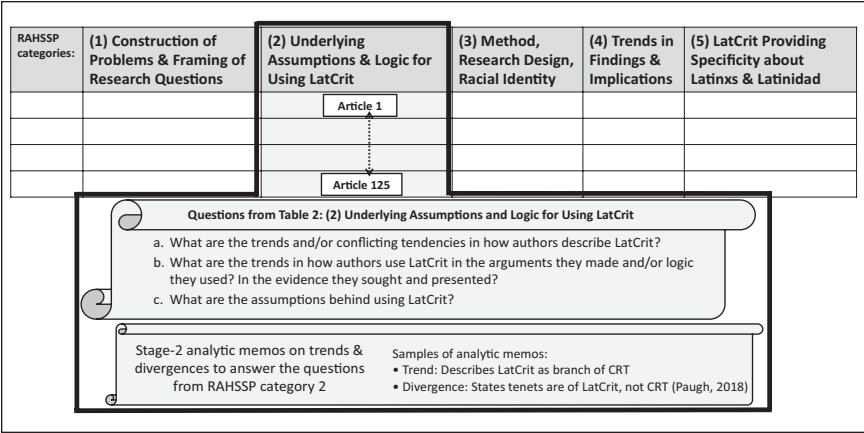 RAHSSP
categories:
(1) Construction of
Problems & Framing of
Research Questions
(2) Underlying
Assumptions & Logic for
Using LatCrit
(3) Method,
Research Design,
Racial Identity
(4) Trends in
Findings &
Implications
(5) LatCrit Providing
Specificity about
Latinxs & Latinidad
Article 1
Article 125
Questions from Table 2: (2) Underlying Assumptions and Logic for Using LatCrit
a. What are the trends and/or conflicting tendencies in how authors describe LatCrit?
b. What are the trends in how authors use LatCrit in the arguments they made and/or logic
they used? In the evidence they sought and presented?
c. What are the assumptions behind using LatCrit?
Stage-2 analytic memos on trends &
divergences to answer the questions
from RAHSSP category 2
Samples of analytic memos:
• Trend: Describes LatCrit as branch of CRT
• Divergence: States tenets are of LatCrit, not CRT (Paugh, 2018)